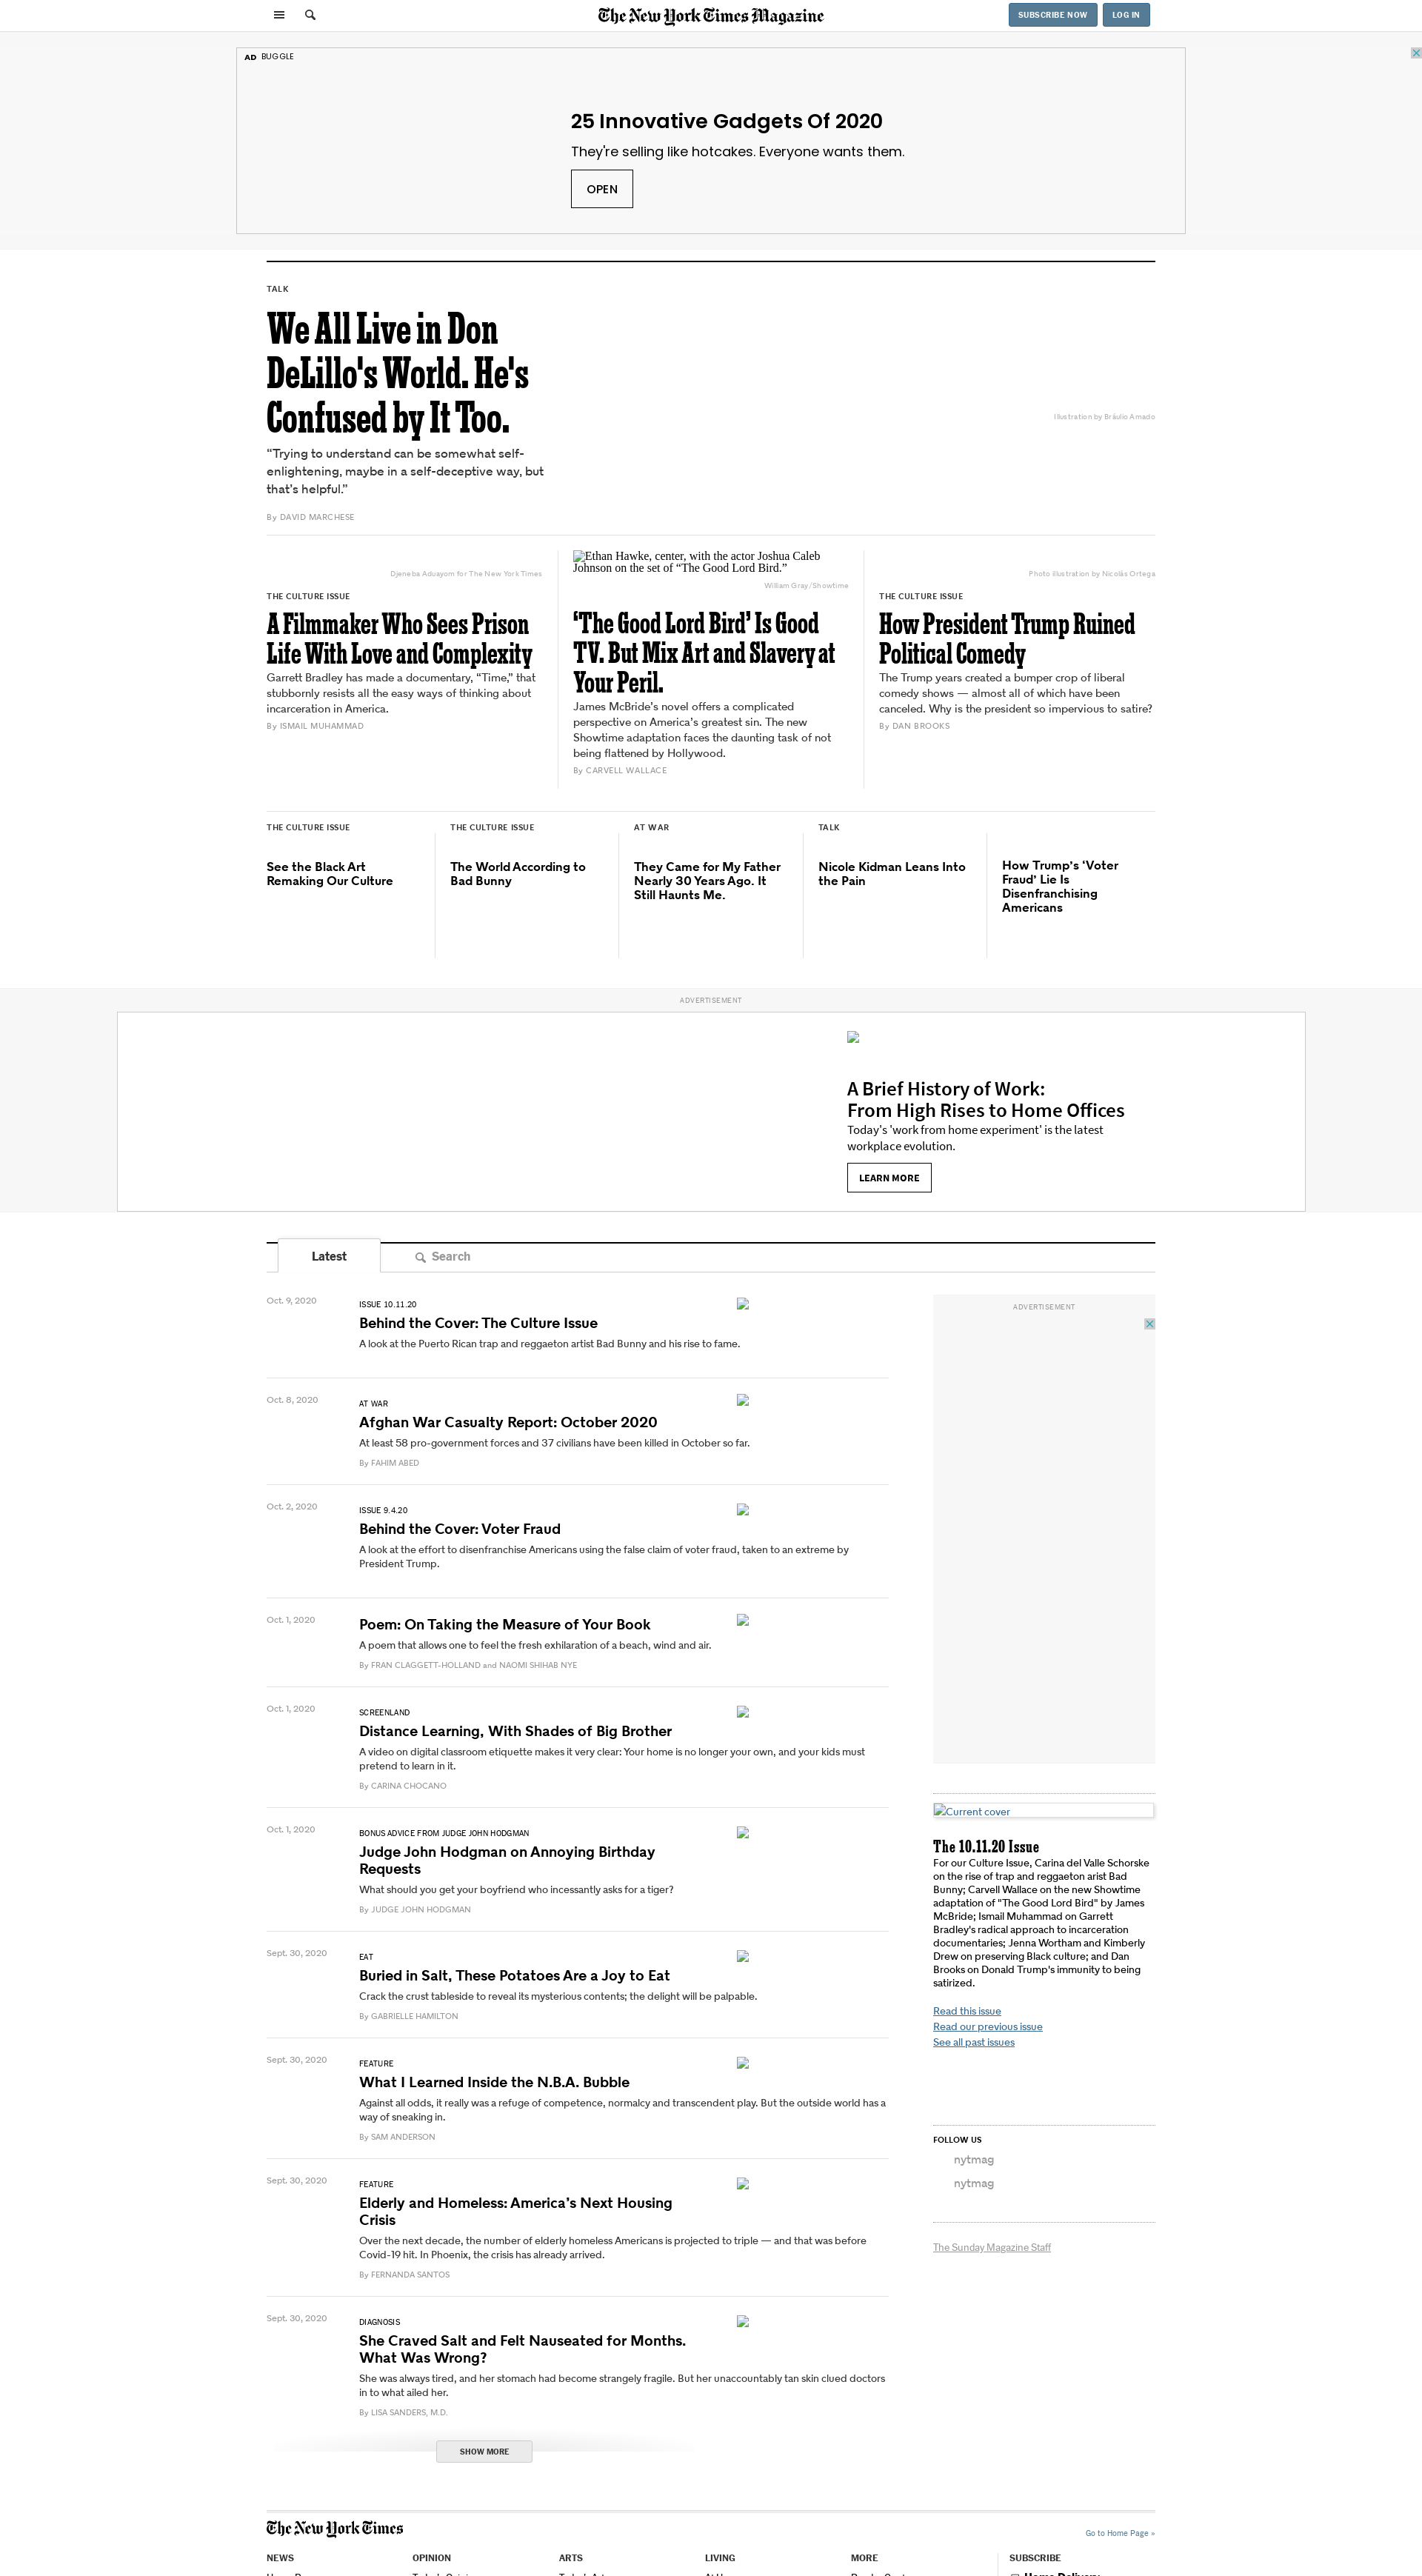 The New York Times Magazine
SUBSCRIBE NOW
LOG IN
AD BUGGLE
25 Innovative Gadgets Of 2020
They're selling like hotcakes. Everyone wants them.
OPEN
TALK
We All Live in Don
DeLillo's World. He's
Confused by It Too.
“Trying to understand can be somewhat self-
enlightening, maybe in a self-deceptive way, but
that’s helpful.”
By DAVID MARCHESE
Illustration by Bráulio Amado
Djeneba Aduayom for The New York Times
THE CULTURE ISSUE
A Filmmaker Who Sees Prison
Life With Love and Complexity
Garrett Bradley has made a documentary, “Time,” that
stubbornly resists all the easy ways of thinking about
incarceration in America.
By ISMAIL MUHAMMAD
Ethan Hawke, center, with the actor Joshua Caleb
Johnson on the set of “The Good Lord Bird.”
William Gray/Showtime
‘The Good Lord Bird’ Is Good
TV. But Mix Art and Slavery at
Your Peril.
James McBride’s novel offers a complicated
perspective on America’s greatest sin. The new
Showtime adaptation faces the daunting task of not
being flattened by Hollywood.
By CARVELL WALLACE
Photo Illustration by Nicolás Ortega
THE CULTURE ISSUE
How President Trump Ruined
Political Comedy
The Trump years created a bumper crop of liberal
comedy shows — almost all of which have been
canceled. Why is the president so impervious to satire?
By DAN BROOKS
THE CULTURE ISSUE
See the Black Art
Remaking Our Culture
THE CULTURE ISSUE
The World According to
Bad Bunny
AT WAR
They Came for My Father
Nearly 30 Years Ago. It
Still Haunts Me.
TALK
Nicole Kidman Leans Into
the Pain
How Trump’s ‘Voter
Fraud’ Lie Is
Disenfranchising
Americans
ADVERTISEMENT
A Brief History of Work:
From High Rises to Home Offices
Today's 'work from home experiment' is the latest
workplace evolution.
LEARN MORE
Latest
Search
Oct. 9, 2020
ISSUE 10.11.20
Behind the Cover: The Culture Issue
A look at the Puerto Rican trap and reggaeton artist Bad Bunny and his rise to fame.
Oct. 8, 2020
AT WAR
Afghan War Casualty Report: October 2020
At least 58 pro-government forces and 37 civilians have been killed in October so far.
By FAHIM ABED
Oct. 2, 2020
ISSUE 9.4.20
Behind the Cover: Voter Fraud
A look at the effort to disenfranchise Americans using the false claim of voter fraud, taken to an extreme by
President Trump.
Oct. 1, 2020
Poem: On Taking the Measure of Your Book
A poem that allows one to feel the fresh exhilaration of a beach, wind and air.
By FRAN CLAGGETT-HOLLAND and NAOMI SHIHAB NYE
Oct. 1, 2020
SCREENLAND
Distance Learning, With Shades of Big Brother
A video on digital classroom etiquette makes it very clear: Your home is no longer your own, and your kids must
pretend to learn in it.
By CARINA CHOCANO
Oct. 1, 2020
BONUS ADVICE FROM JUDGE JOHN HODGMAN
Judge John Hodgman on Annoying Birthday
Requests
What should you get your boyfriend who incessantly asks for a tiger?
By JUDGE JOHN HODGMAN
Sept. 30, 2020
EAT
Buried in Salt, These Potatoes Are a Joy to Eat
Crack the crust tableside to reveal its mysterious contents; the delight will be palpable.
By GABRIELLE HAMILTON
Sept. 30, 2020
FEATURE
What I Learned Inside the N.B.A. Bubble
Against all odds, it really was a refuge of competence, normalcy and transcendent play. But the outside world has a
way of sneaking in.
By SAM ANDERSON
Sept. 30, 2020
FEATURE
Elderly and Homeless: America’s Next Housing
Crisis
Over the next decade, the number of elderly homeless Americans is projected to triple — and that was before
Covid-19 hit. In Phoenix, the crisis has already arrived.
By FERNANDA SANTOS
Sept. 30, 2020
DIAGNOSIS
She Craved Salt and Felt Nauseated for Months.
What Was Wrong?
She was always tired, and her stomach had become strangely fragile. But her unaccountably tan skin clued doctors
in to what ailed her.
By LISA SANDERS, M.D.
SHOW MORE
ADVERTISEMENT
Current cover
The 10.11.20 Issue
For our Culture Issue, Carina del Valle Schorske
on the rise of trap and reggaeton arist Bad
Bunny; Carvell Wallace on the new Showtime
adaptation of "The Good Lord Bird" by James
McBride; Ismail Muhammad on Garrett
Bradley's radical approach to incarceration
documentaries; Jenna Wortham and Kimberly
Drew on preserving Black culture; and Dan
Brooks on Donald Trump's immunity to being
satirized.
Read this issue
Read our previous issue
See all past issues
FOLLOW US
nytmag
nytmag
The Sunday Magazine Staff
The New York Times
Go to Home Page »
NEWS
OPINION
ARTS
LIVING
MORE
SUBSCRIBE